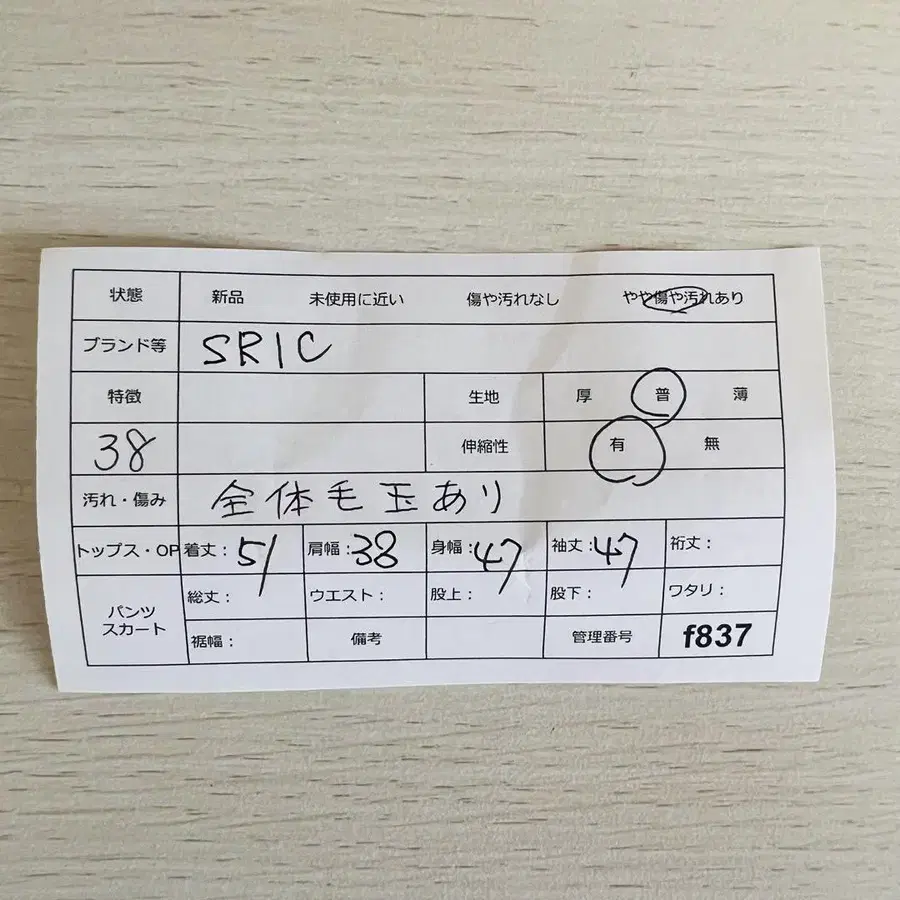 状態 新品 未使用に近い 傷や汚れなし やや傷や汚れあり
ブランド等 SRIC
特徴 生地 厚 普 薄
38 伸縮性 有 無
汚れ・傷み 全体毛玉あり
トップス・OP 着丈：51 肩幅：38 身幅：47 袖丈：47 裄丈：
パンツ 総丈： ウエスト： 股上： 股下： ワタリ：
スカート 裾幅： 備考 管理番号 f837